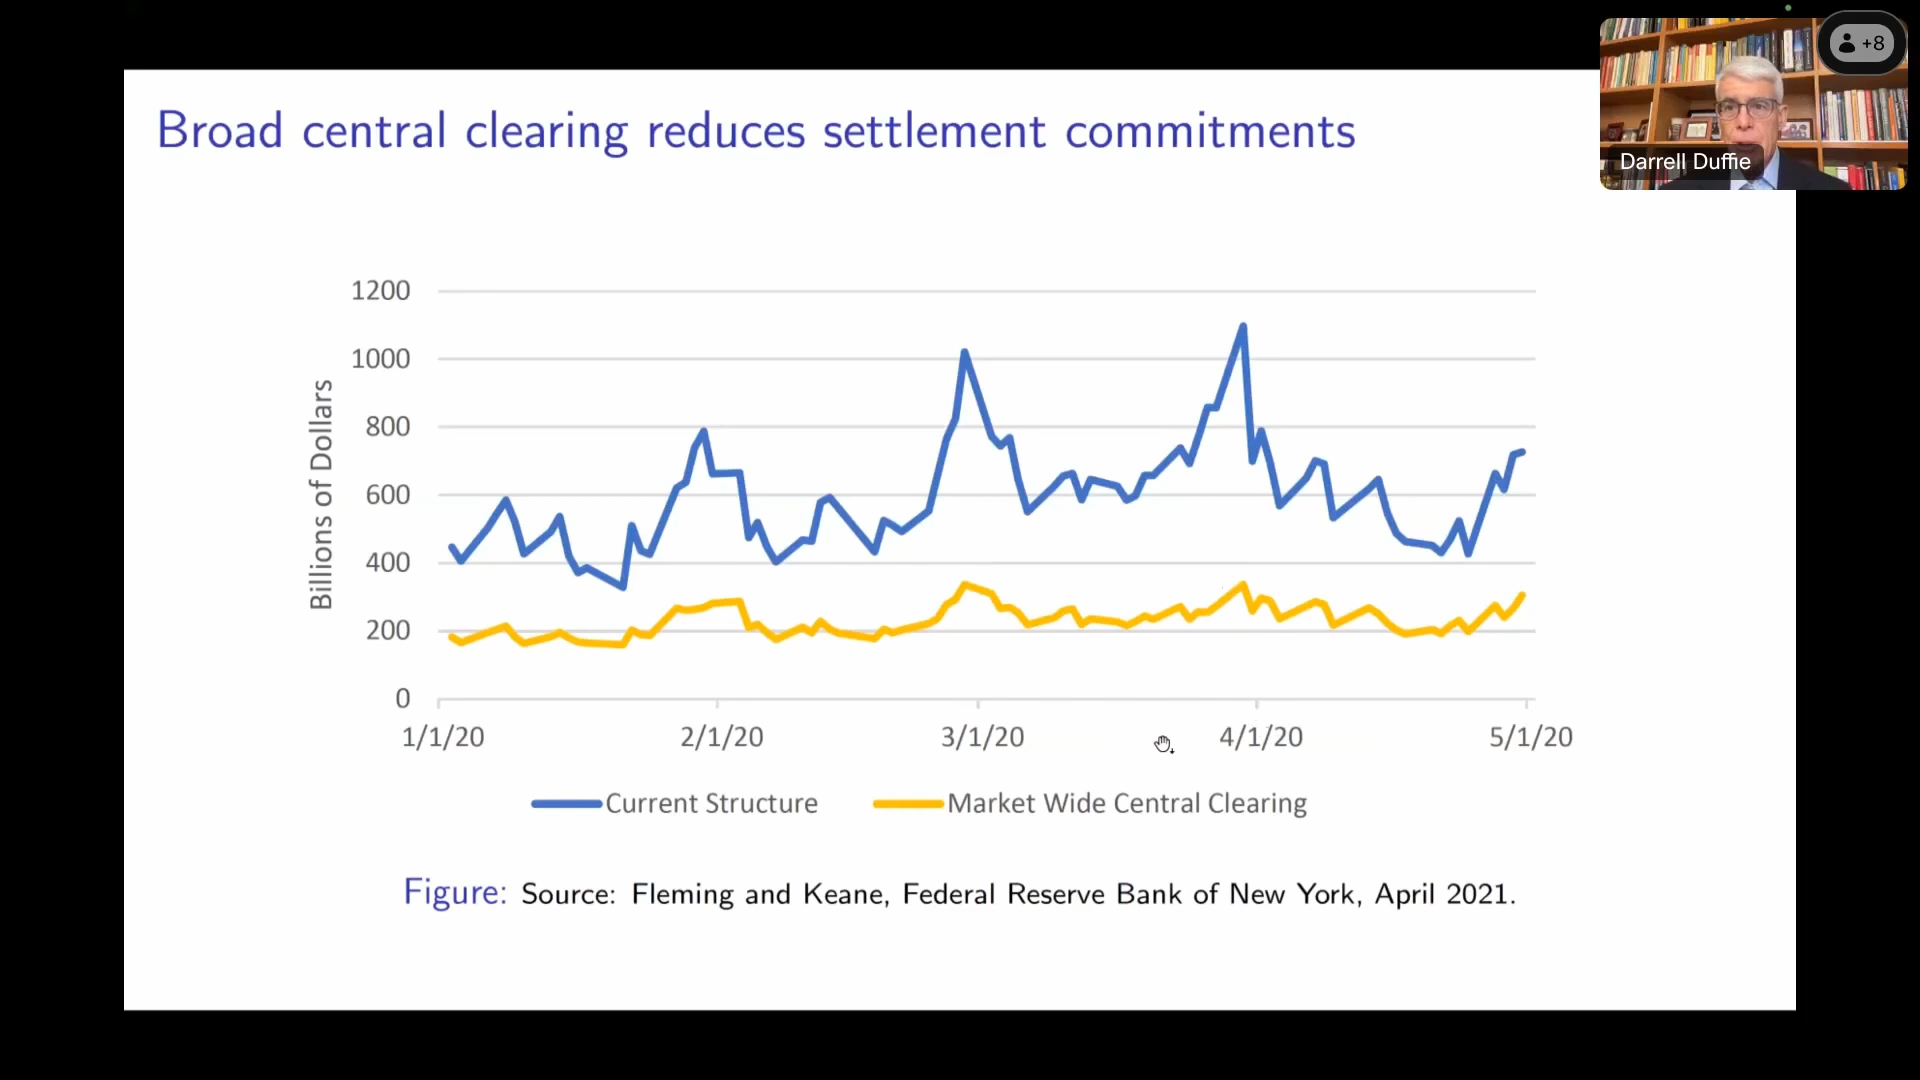 +8
Darrell Duffie
Broad central clearing reduces settlement commitments
Billions of Dollars
1200
1000
800
600
400
200
0
1/1/20 2/1/20 3/1/20 4/1/20 5/1/20
Current Structure Market Wide Central Clearing
Figure: Source: Fleming and Keane, Federal Reserve Bank of New York, April 2021.